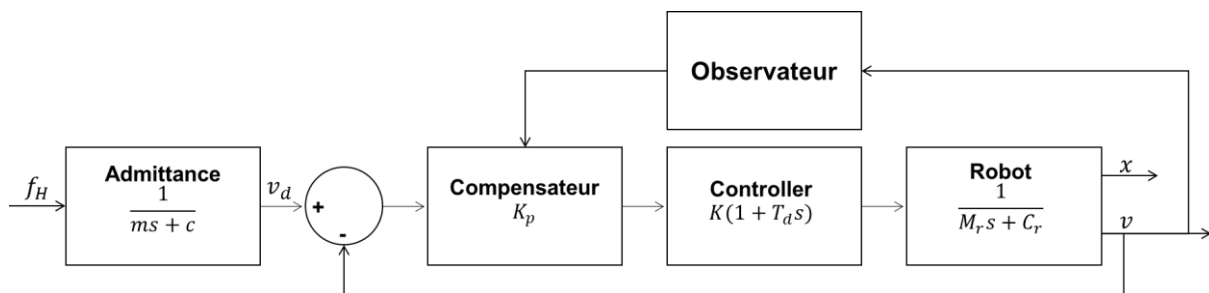 Observateur
f_H
Admittance
1
ms + c
v_d
+
-
Compensateur
K_p
Controller
K(1 + T_d s)
Robot
1
M_r s + C_r
x
v